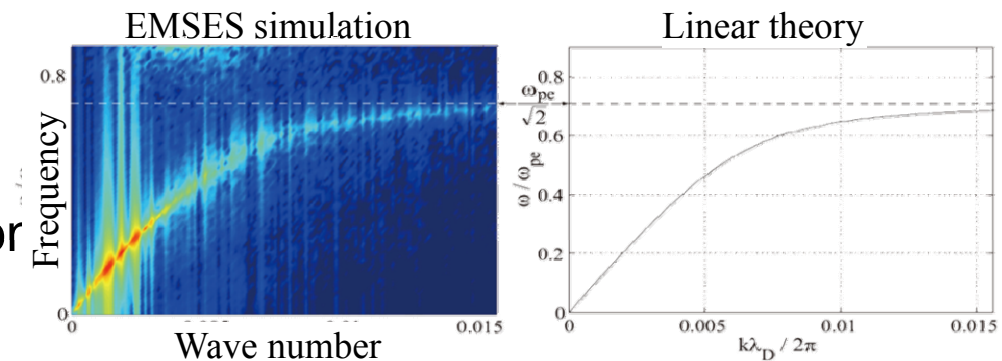 EMSES simulation
Linear theory
0.8
0
Frequency
or
0
0.015
Wave number
ω_pe
√2
0.8
0.6
0.4
0.2
0
ω / ω_pe
0
0.005
0.01
0.015
kλ_D / 2π